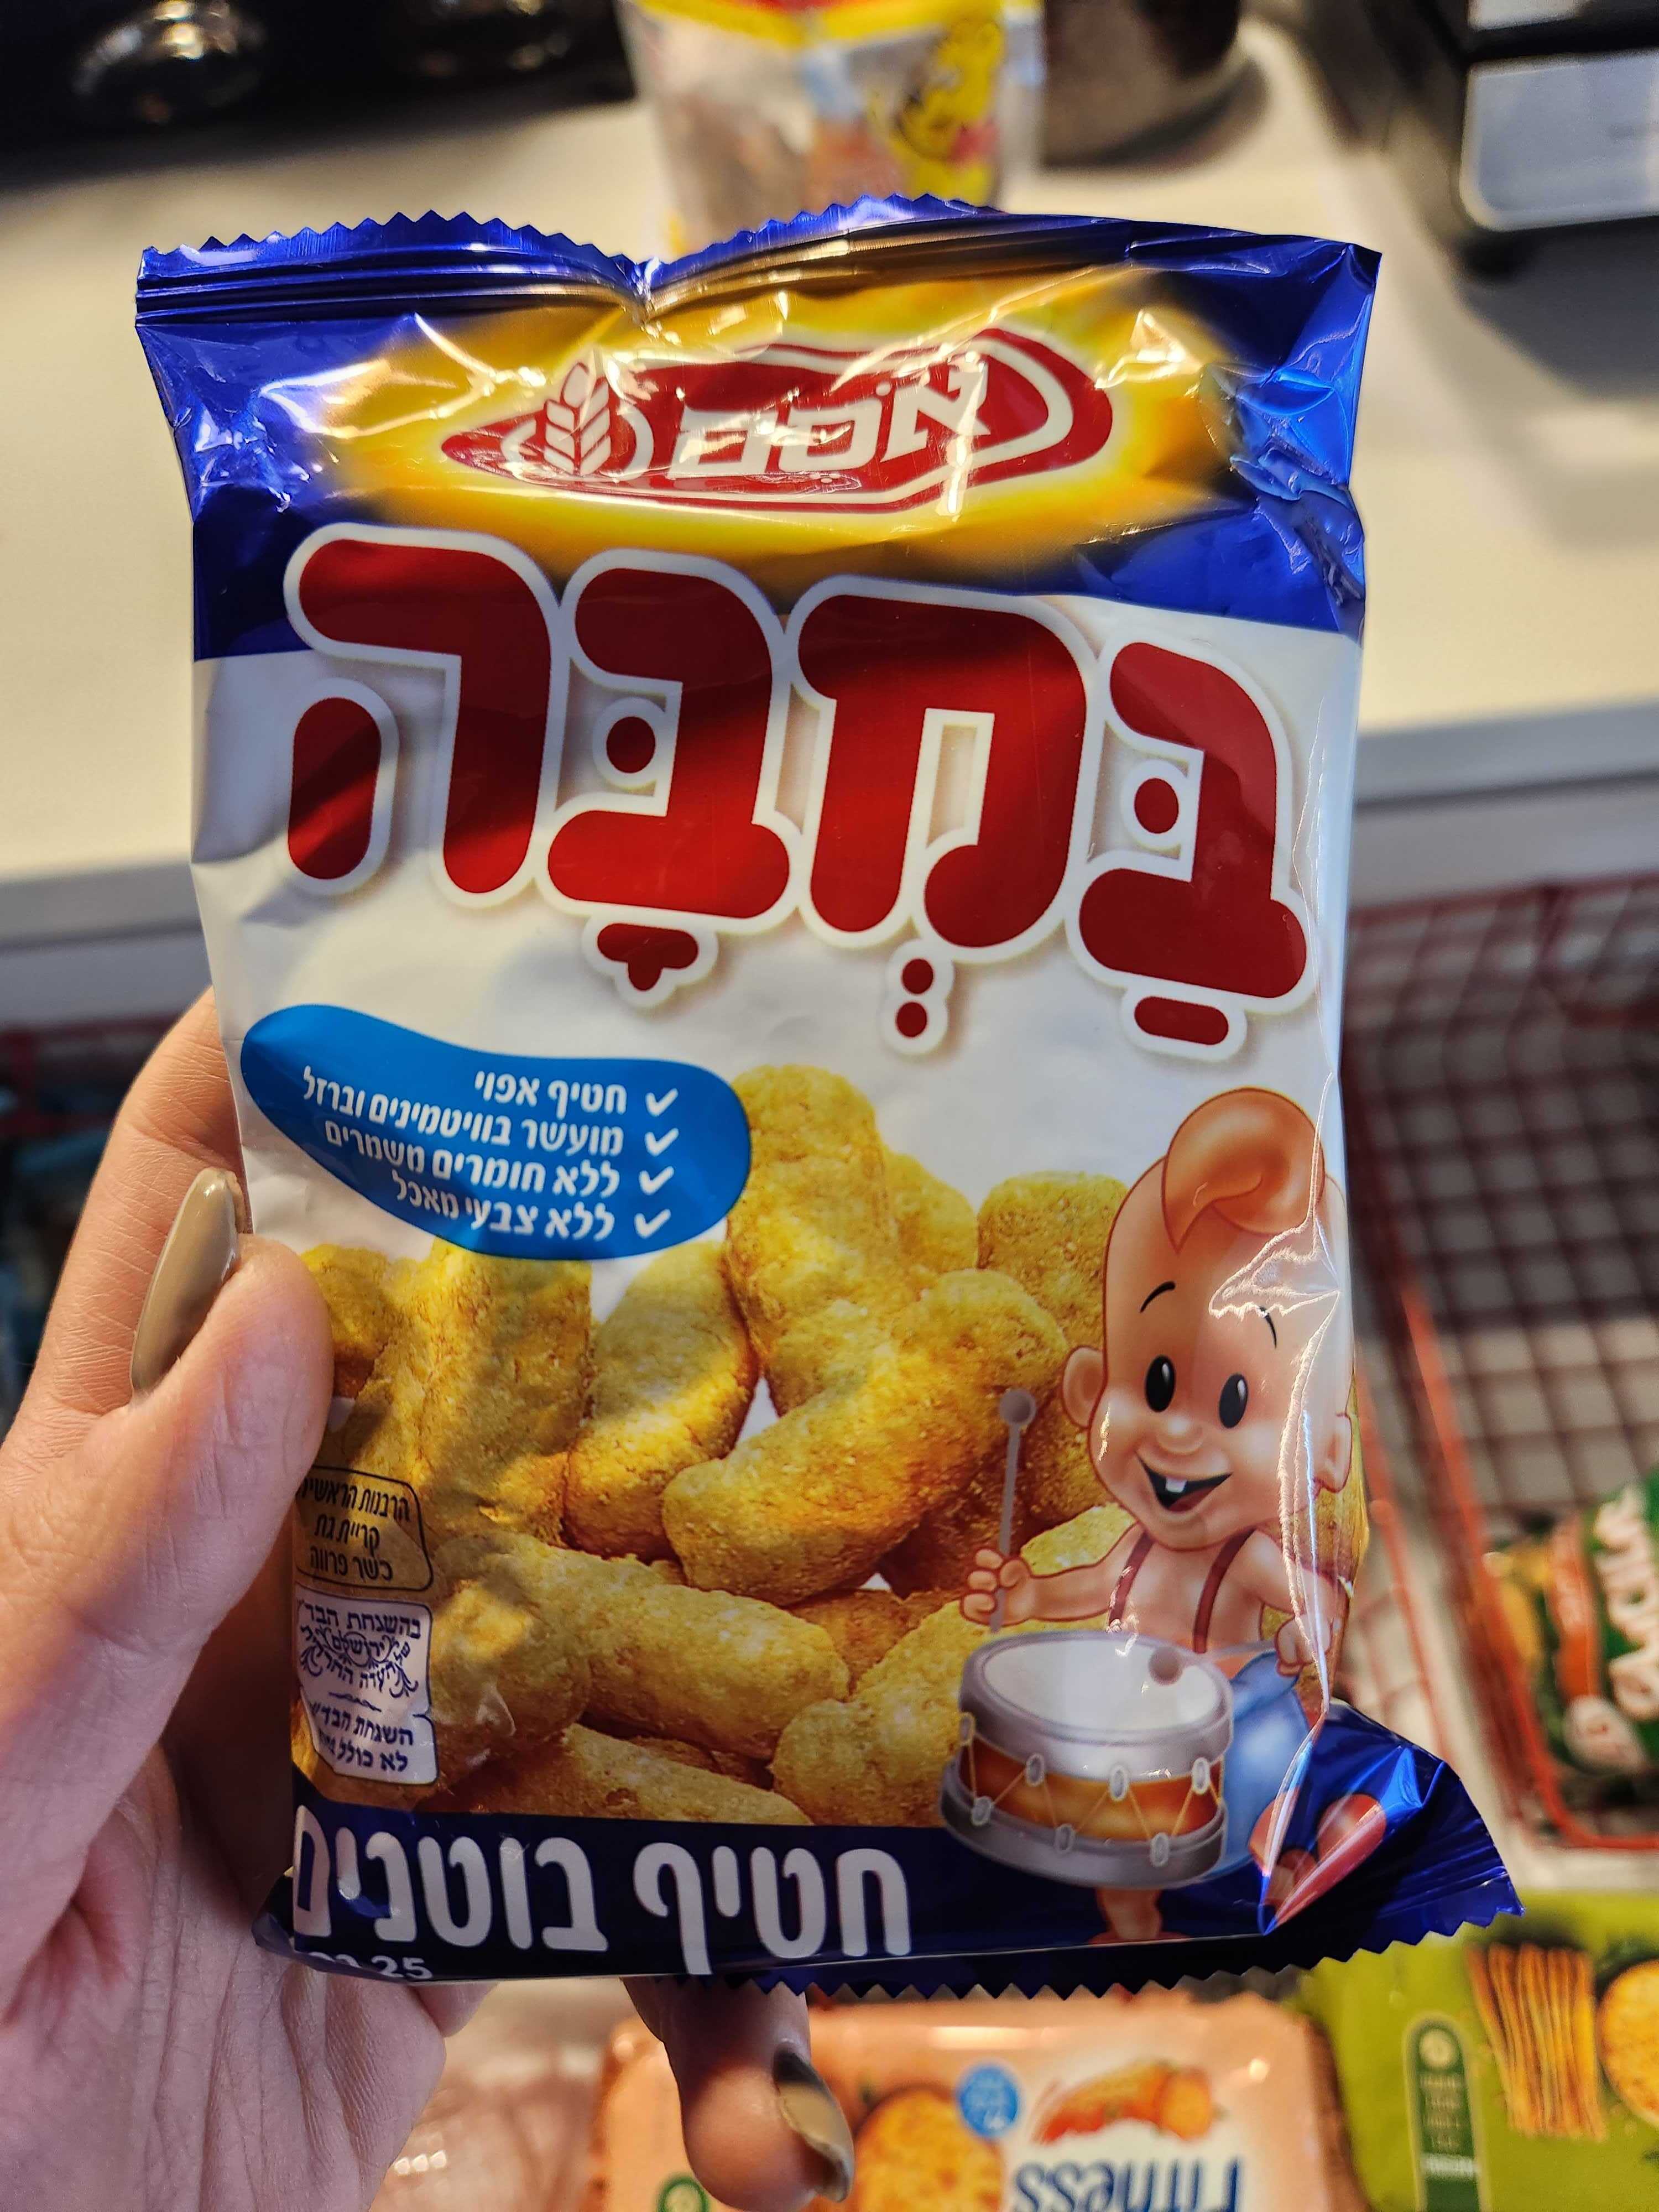 אסם
בַּמְבָּה
חטיף אפוי
מועשר בוויטמינים וברזל
ללא חומרים משמרים
ללא צבעי מאכל
הרבנות הראשית
קריית גת
כשר פרווה
בהשגחת הבד"ץ
השגחת הבד"ץ
לא כולל
חטיף בוטנים
25
Fitness